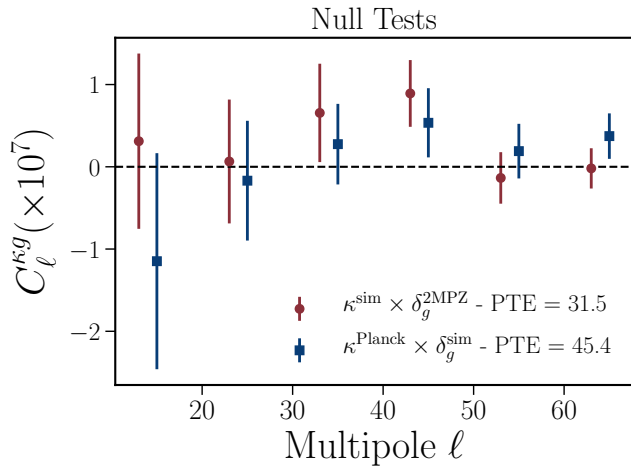 Null Tests
C_ℓ^{κg}(×10^7)
1
0
−1
−2
κ^{sim} × δ_g^{2MPZ} - PTE = 31.5
κ^{Planck} × δ_g^{sim} - PTE = 45.4
20 30 40 50 60
Multipole ℓ